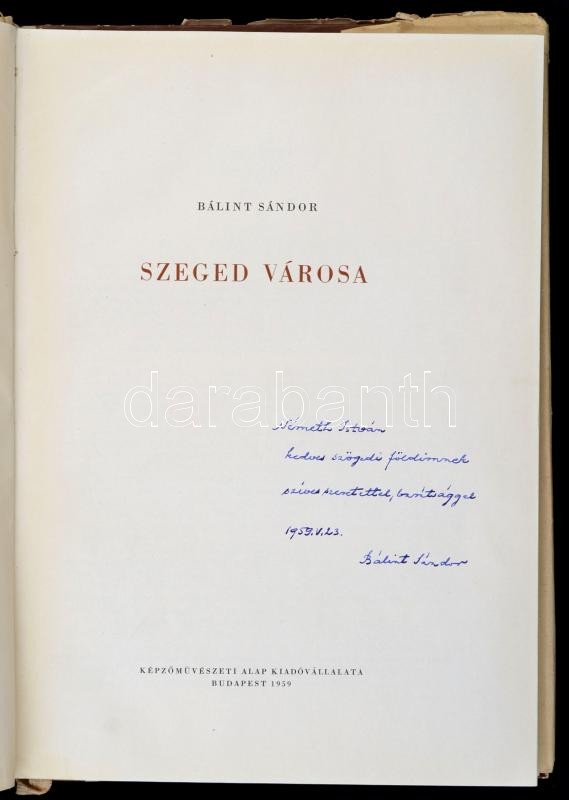 BÁLINT SÁNDOR
SZEGED VÁROSA
darabanth
Németh István
kedves szögedi földimnek
szíves szeretettel, barátsággel
1959.V.23.
Bálint Sándor
KÉPZŐMŰVÉSZETI ALAP KIADÓVÁLLALATA
BUDAPEST 1959